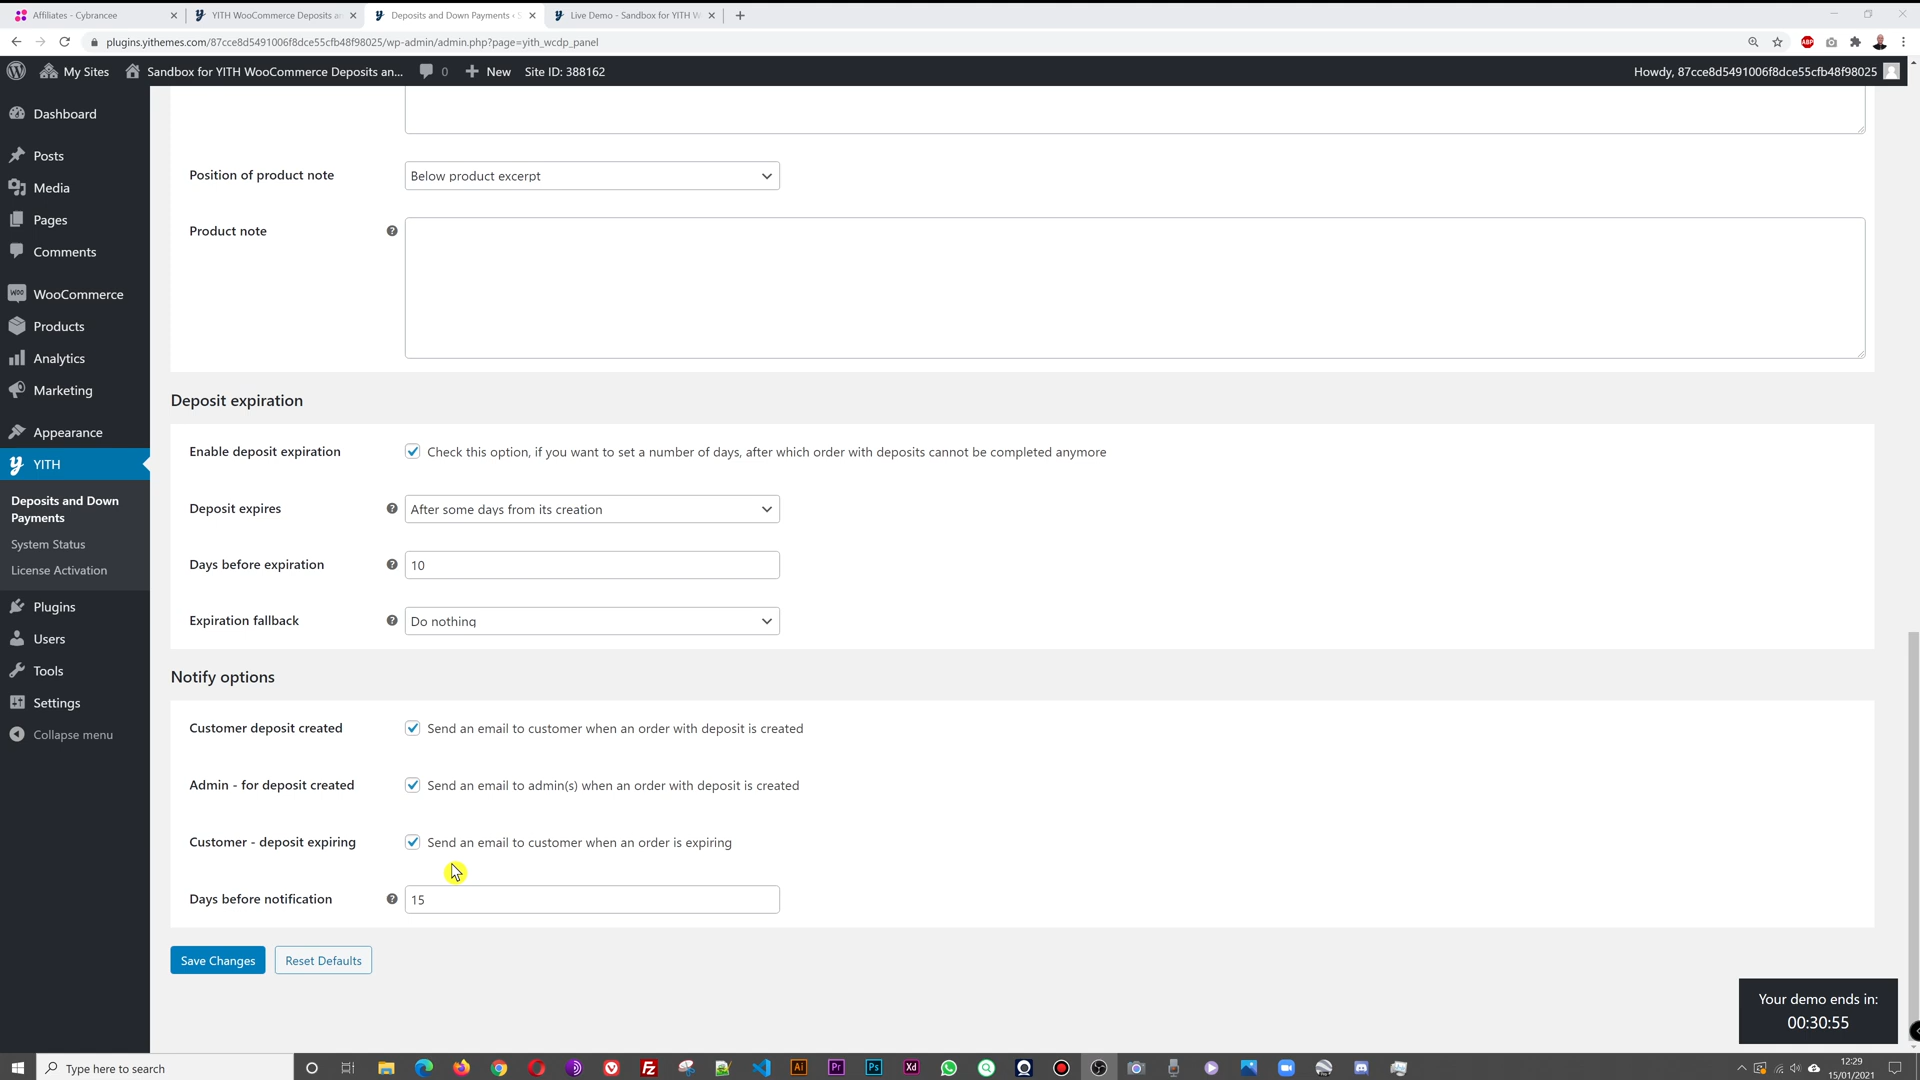 Affiliates - Cybrancee
YITH WooCommerce Deposits an
Deposits and Down Payments ‹ S
Live Demo - Sandbox for YITH W
plugins.yithemes.com/87cce8d5491006f8dce55cfb48f98025/wp-admin/admin.php?page=yith_wcdp_panel
ABP
My Sites
Sandbox for YITH WooCommerce Deposits an...
0
New
Site ID: 388162
Howdy, 87cce8d5491006f8dce55cfb48f98025
Dashboard
Posts
Media
Pages
Comments
WooCommerce
Products
Analytics
Marketing
Appearance
YITH
Deposits and Down
Payments
System Status
License Activation
Plugins
Users
Tools
Settings
Collapse menu
Position of product note
Below product excerpt
Product note
Deposit expiration
Enable deposit expiration
Check this option, if you want to set a number of days, after which order with deposits cannot be completed anymore
Deposit expires
After some days from its creation
Days before expiration
10
Expiration fallback
Do nothing
Notify options
Customer deposit created
Send an email to customer when an order with deposit is created
Admin - for deposit created
Send an email to admin(s) when an order with deposit is created
Customer - deposit expiring
Send an email to customer when an order is expiring
Days before notification
15
Save Changes
Reset Defaults
Your demo ends in:
00:30:55
Type here to search
Ai
Pr
Ps
Xd
12:29
15/01/2021